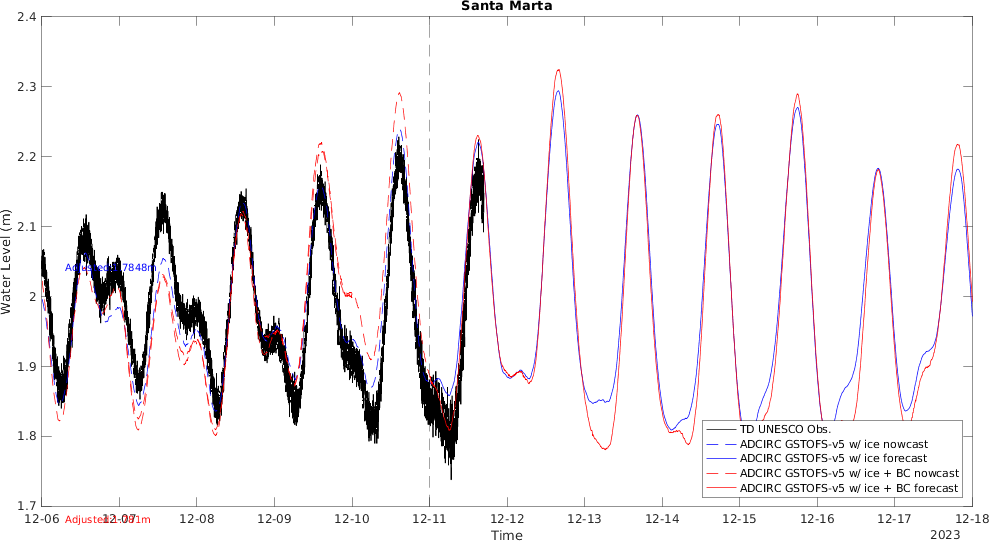 Santa Marta
2.4
2.3
2.2
2.1
2
1.9
1.8
1.7
Water Level (m)
TD UNESCO Obs.
ADCIRC GSTOFS-v5 w/ ice nowcast
ADCIRC GSTOFS-v5 w/ ice forecast
ADCIRC GSTOFS-v5 w/ ice + BC nowcast
ADCIRC GSTOFS-v5 w/ ice + BC forecast
12-06 12-07 12-08 12-09 12-10 12-11 12-12 12-13 12-14 12-15 12-16 12-17 12-18
Time
2023